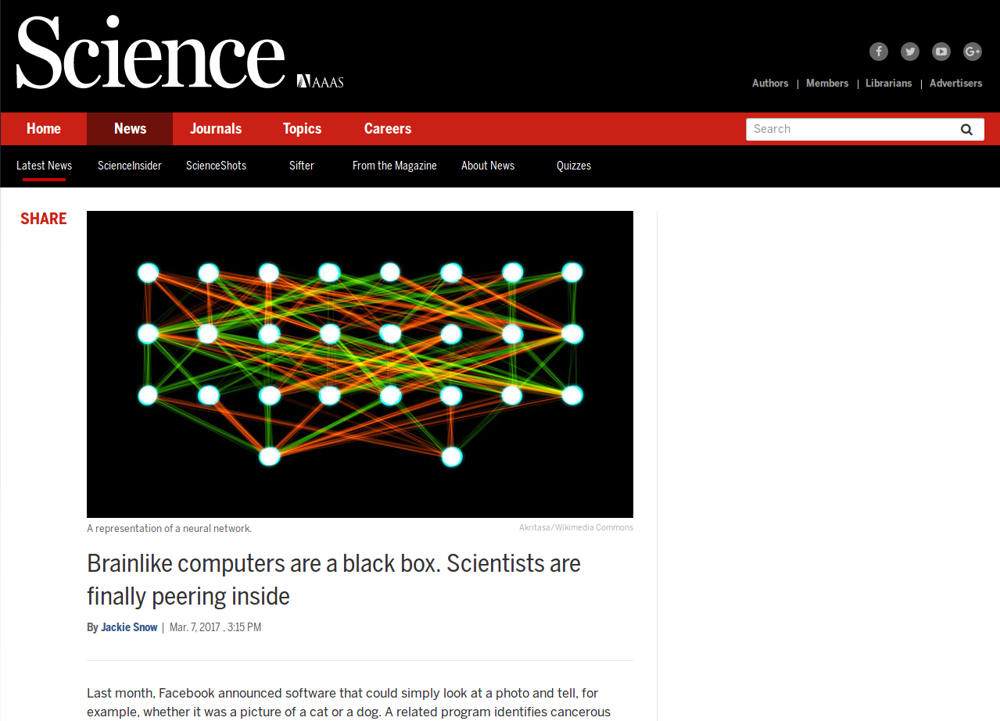 Science
AAAS
Authors | Members | Librarians | Advertisers
Home News Journals Topics Careers
Search
Latest News ScienceInsider ScienceShots Sifter From the Magazine About News Quizzes
SHARE
A representation of a neural network.
Akritasa/Wikimedia Commons
Brainlike computers are a black box. Scientists are
finally peering inside
By Jackie Snow | Mar. 7, 2017 , 3:15 PM
Last month, Facebook announced software that could simply look at a photo and tell, for
example, whether it was a picture of a cat or a dog. A related program identifies cancerous